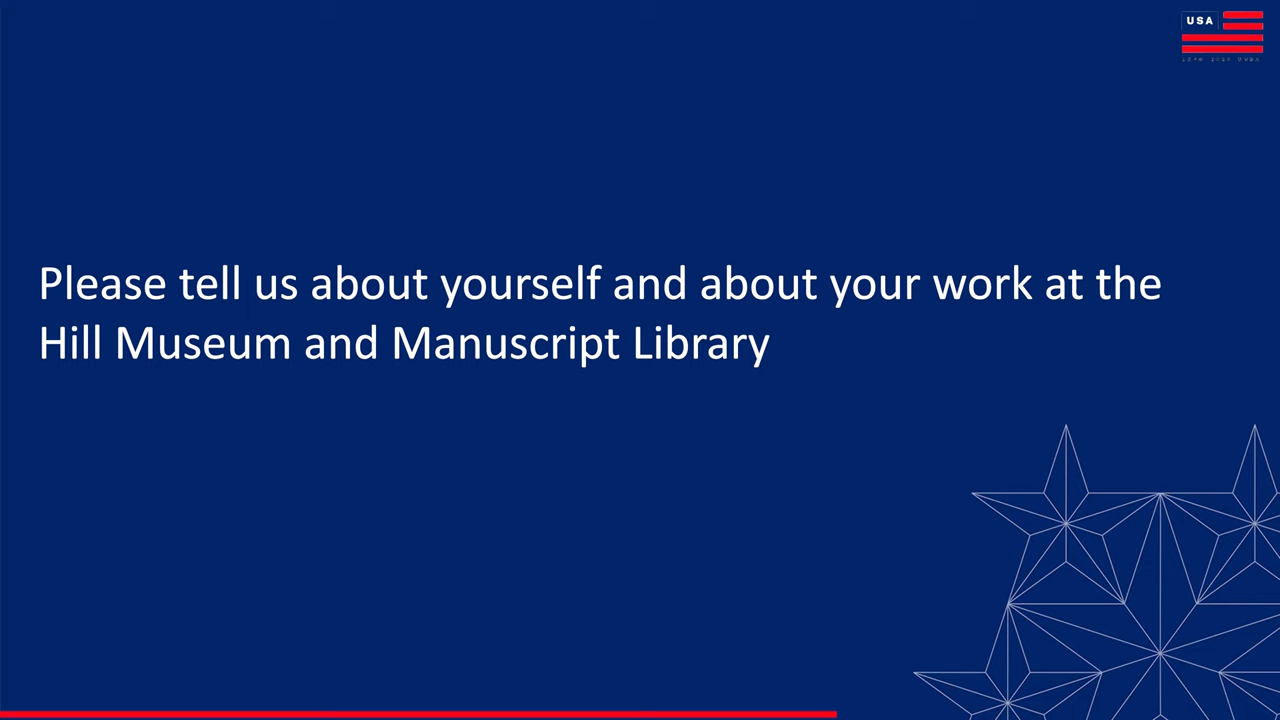 USA
Please tell us about yourself and about your work at the
Hill Museum and Manuscript Library